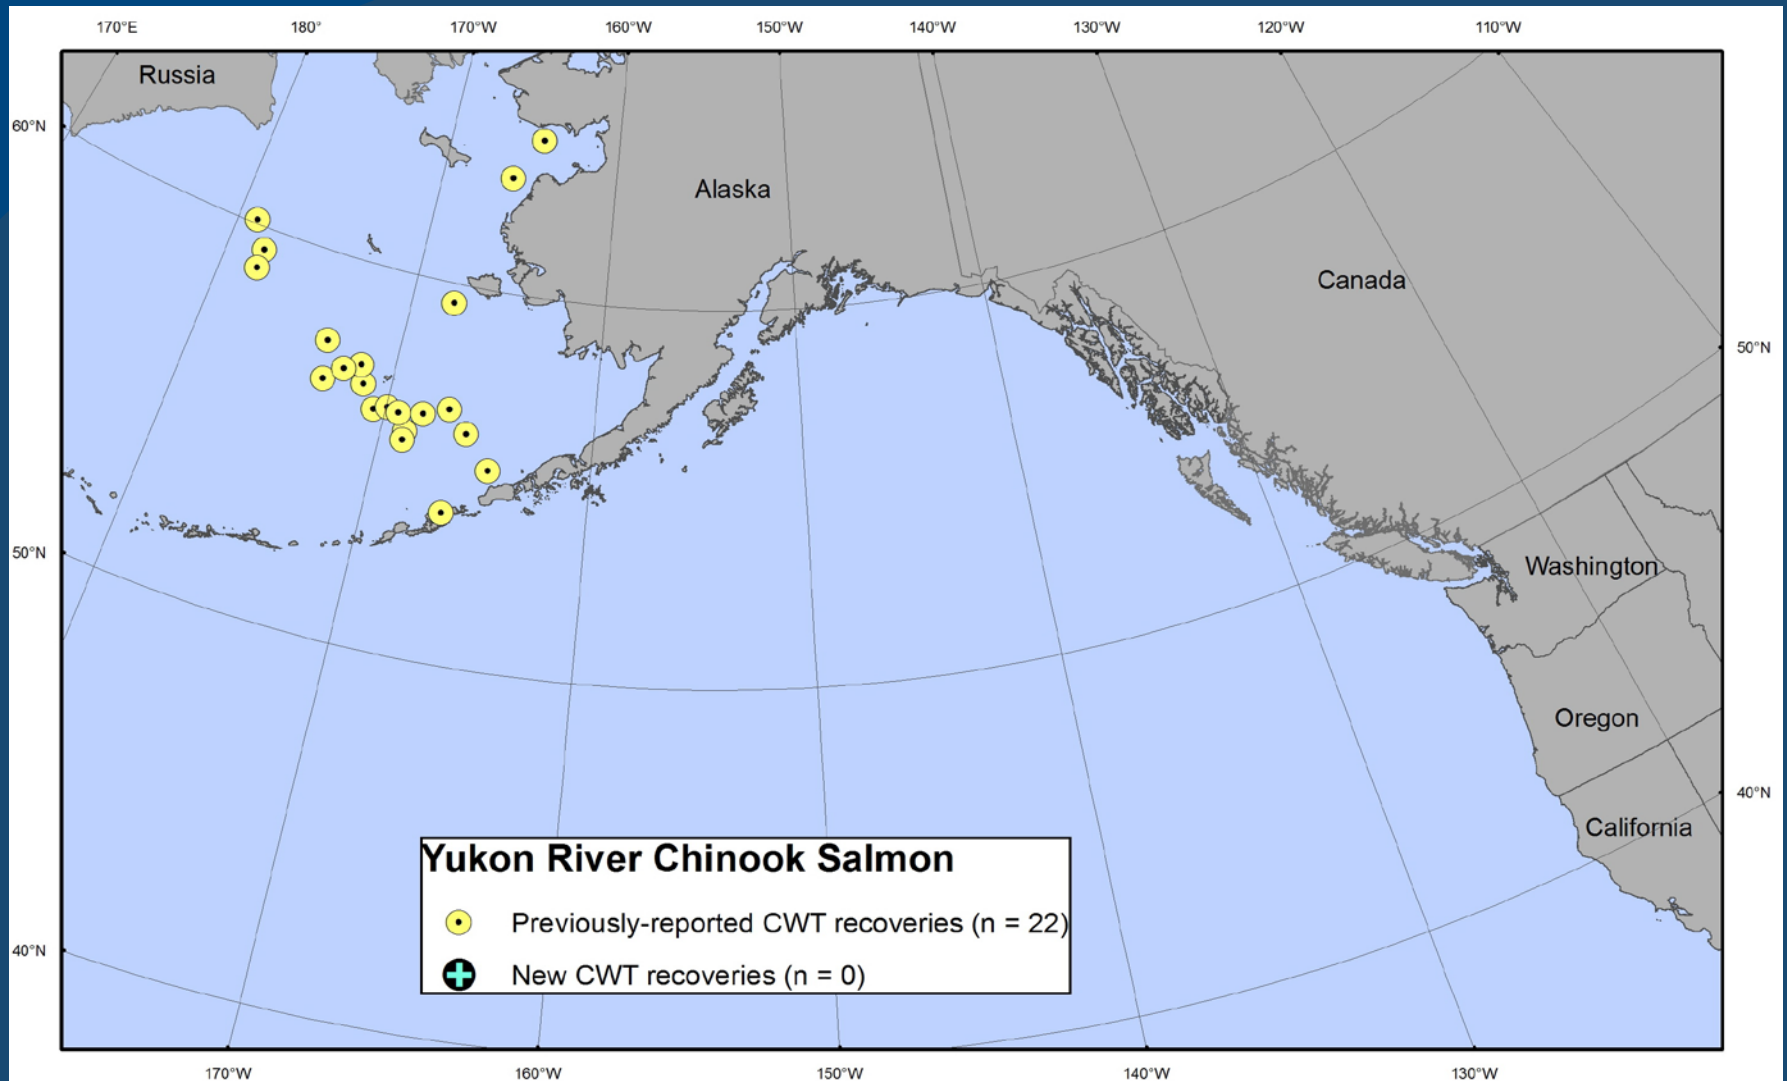 170°E 180° 170°W 160°W 150°W 140°W 130°W 120°W 110°W
Russia
60°N
Alaska
Canada
50°N
50°N
Washington
Oregon
40°N
California
Yukon River Chinook Salmon
Previously-reported CWT recoveries (n = 22)
40°N
New CWT recoveries (n = 0)
170°W 160°W 150°W 140°W 130°W